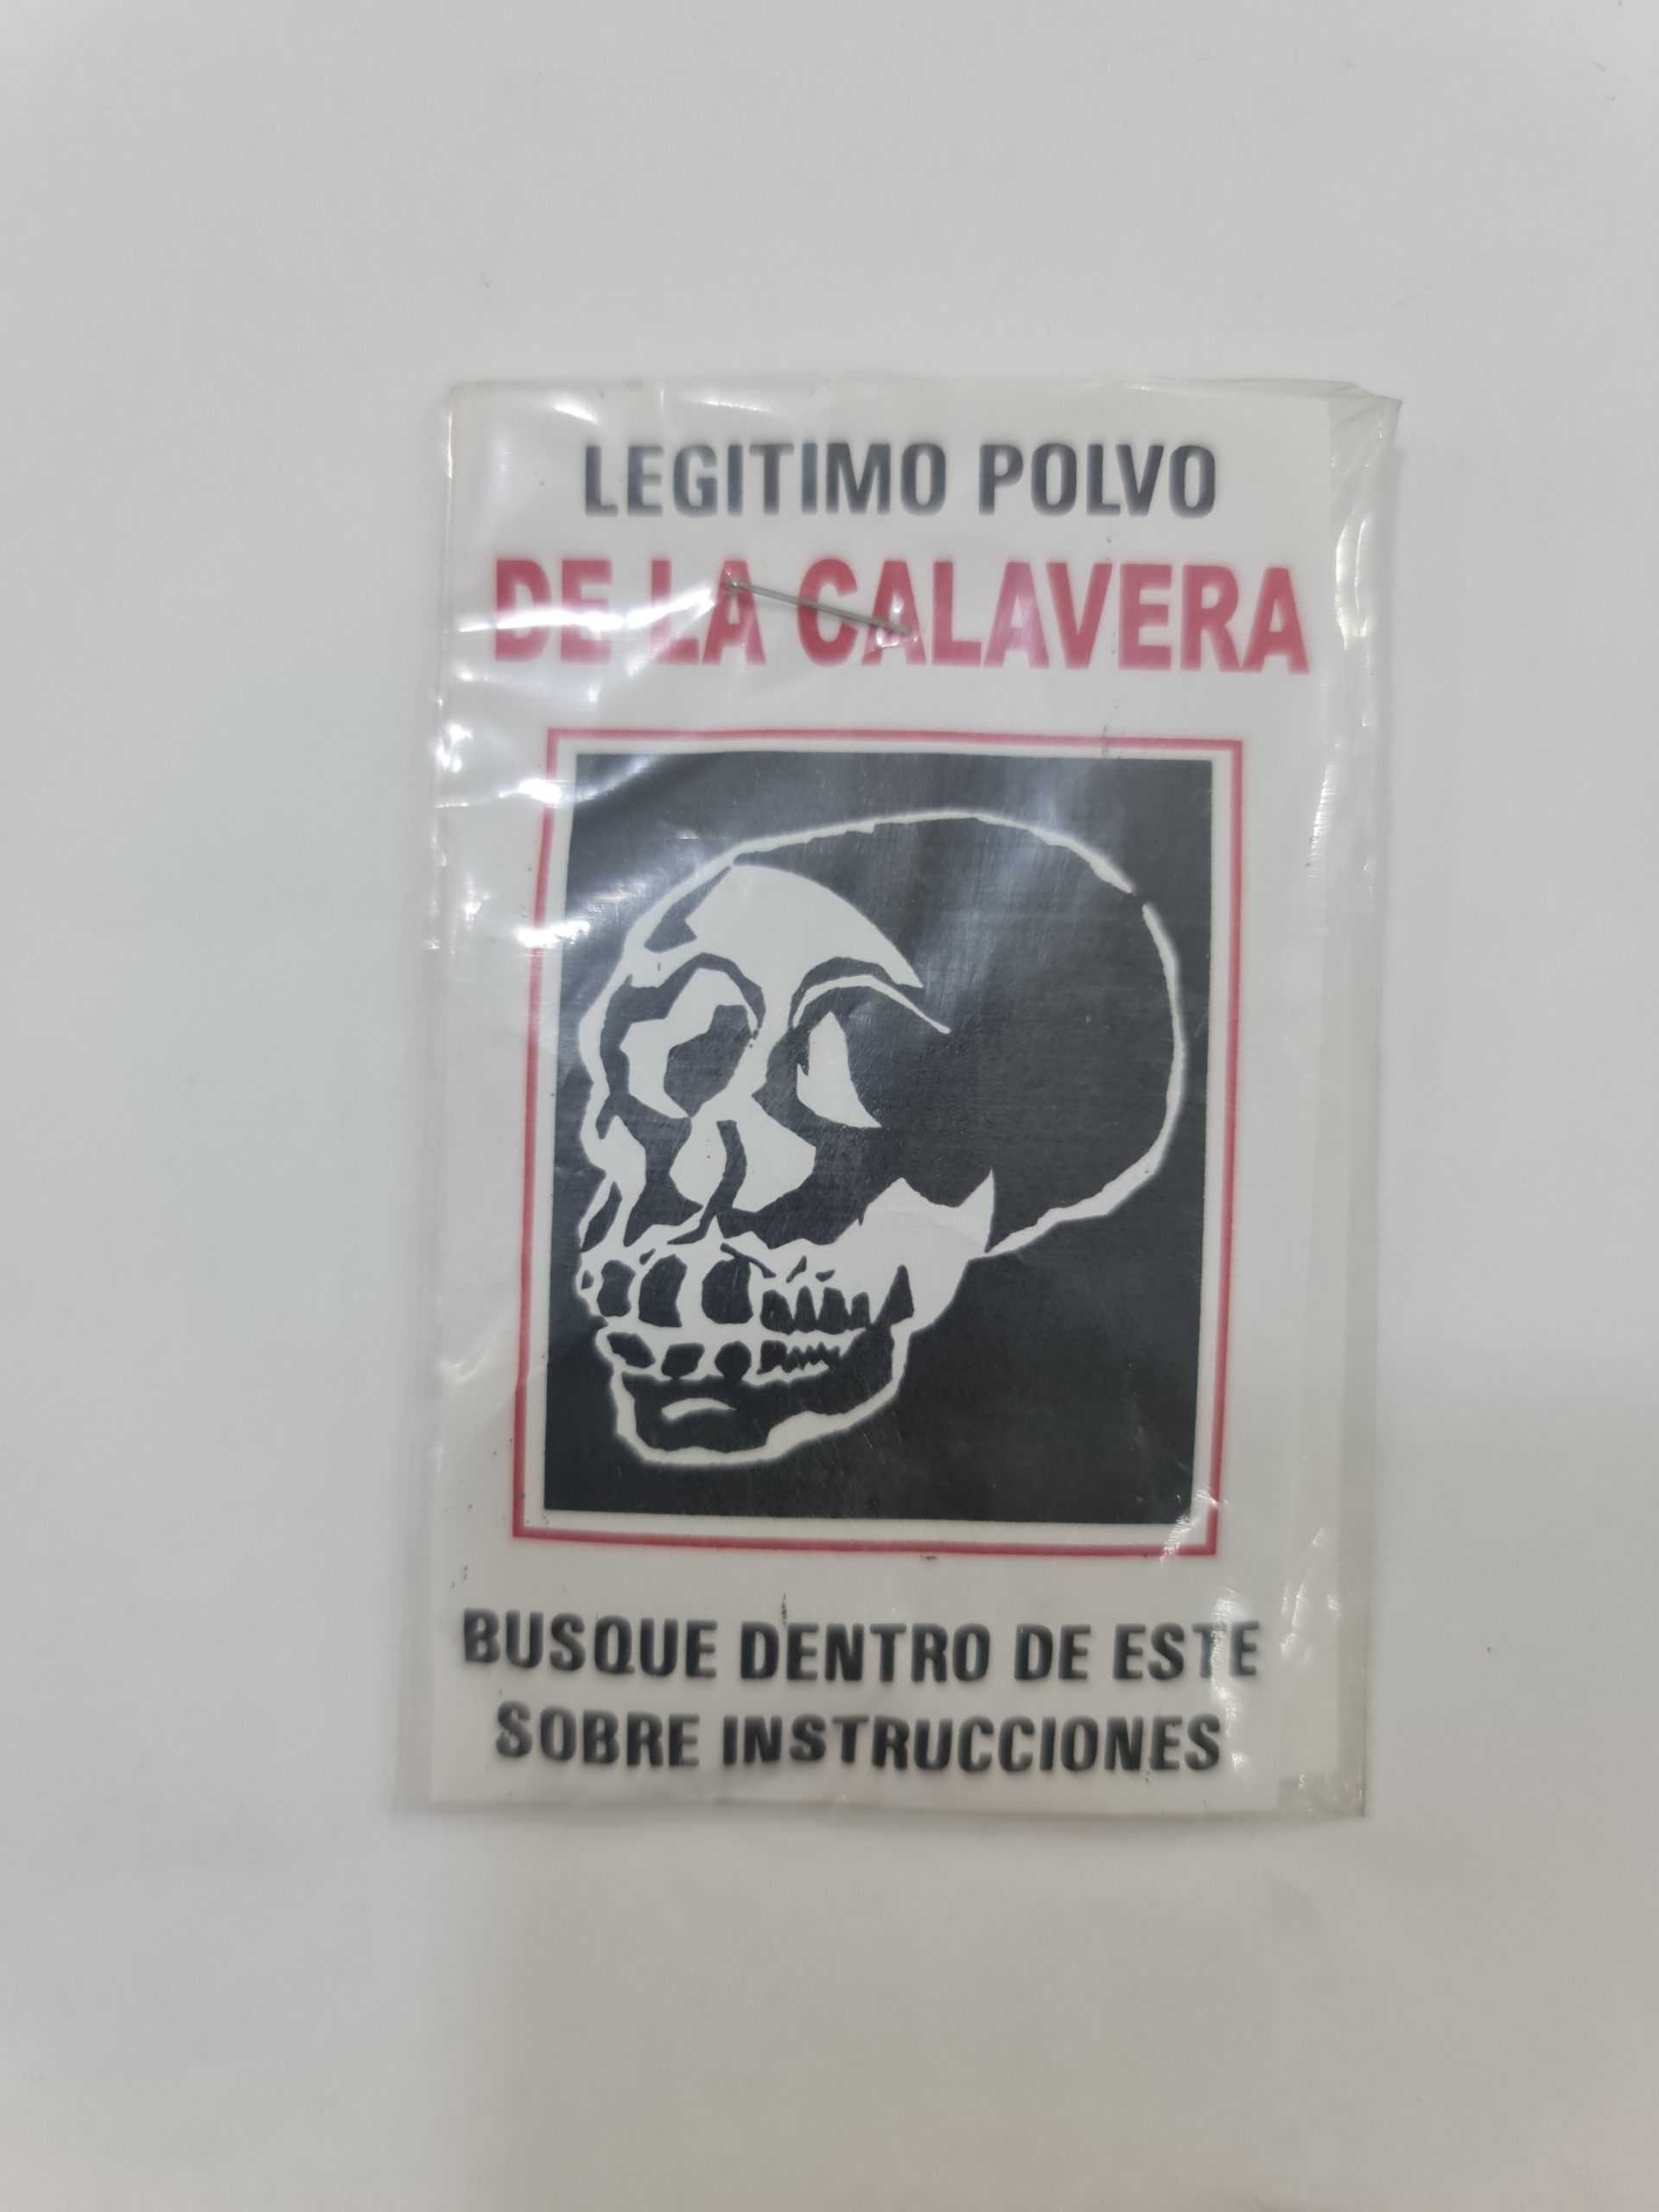 LEGITIMO POLVO
DE LA CALAVERA
BUSQUE DENTRO DE ESTE
SOBRE INSTRUCCIONES